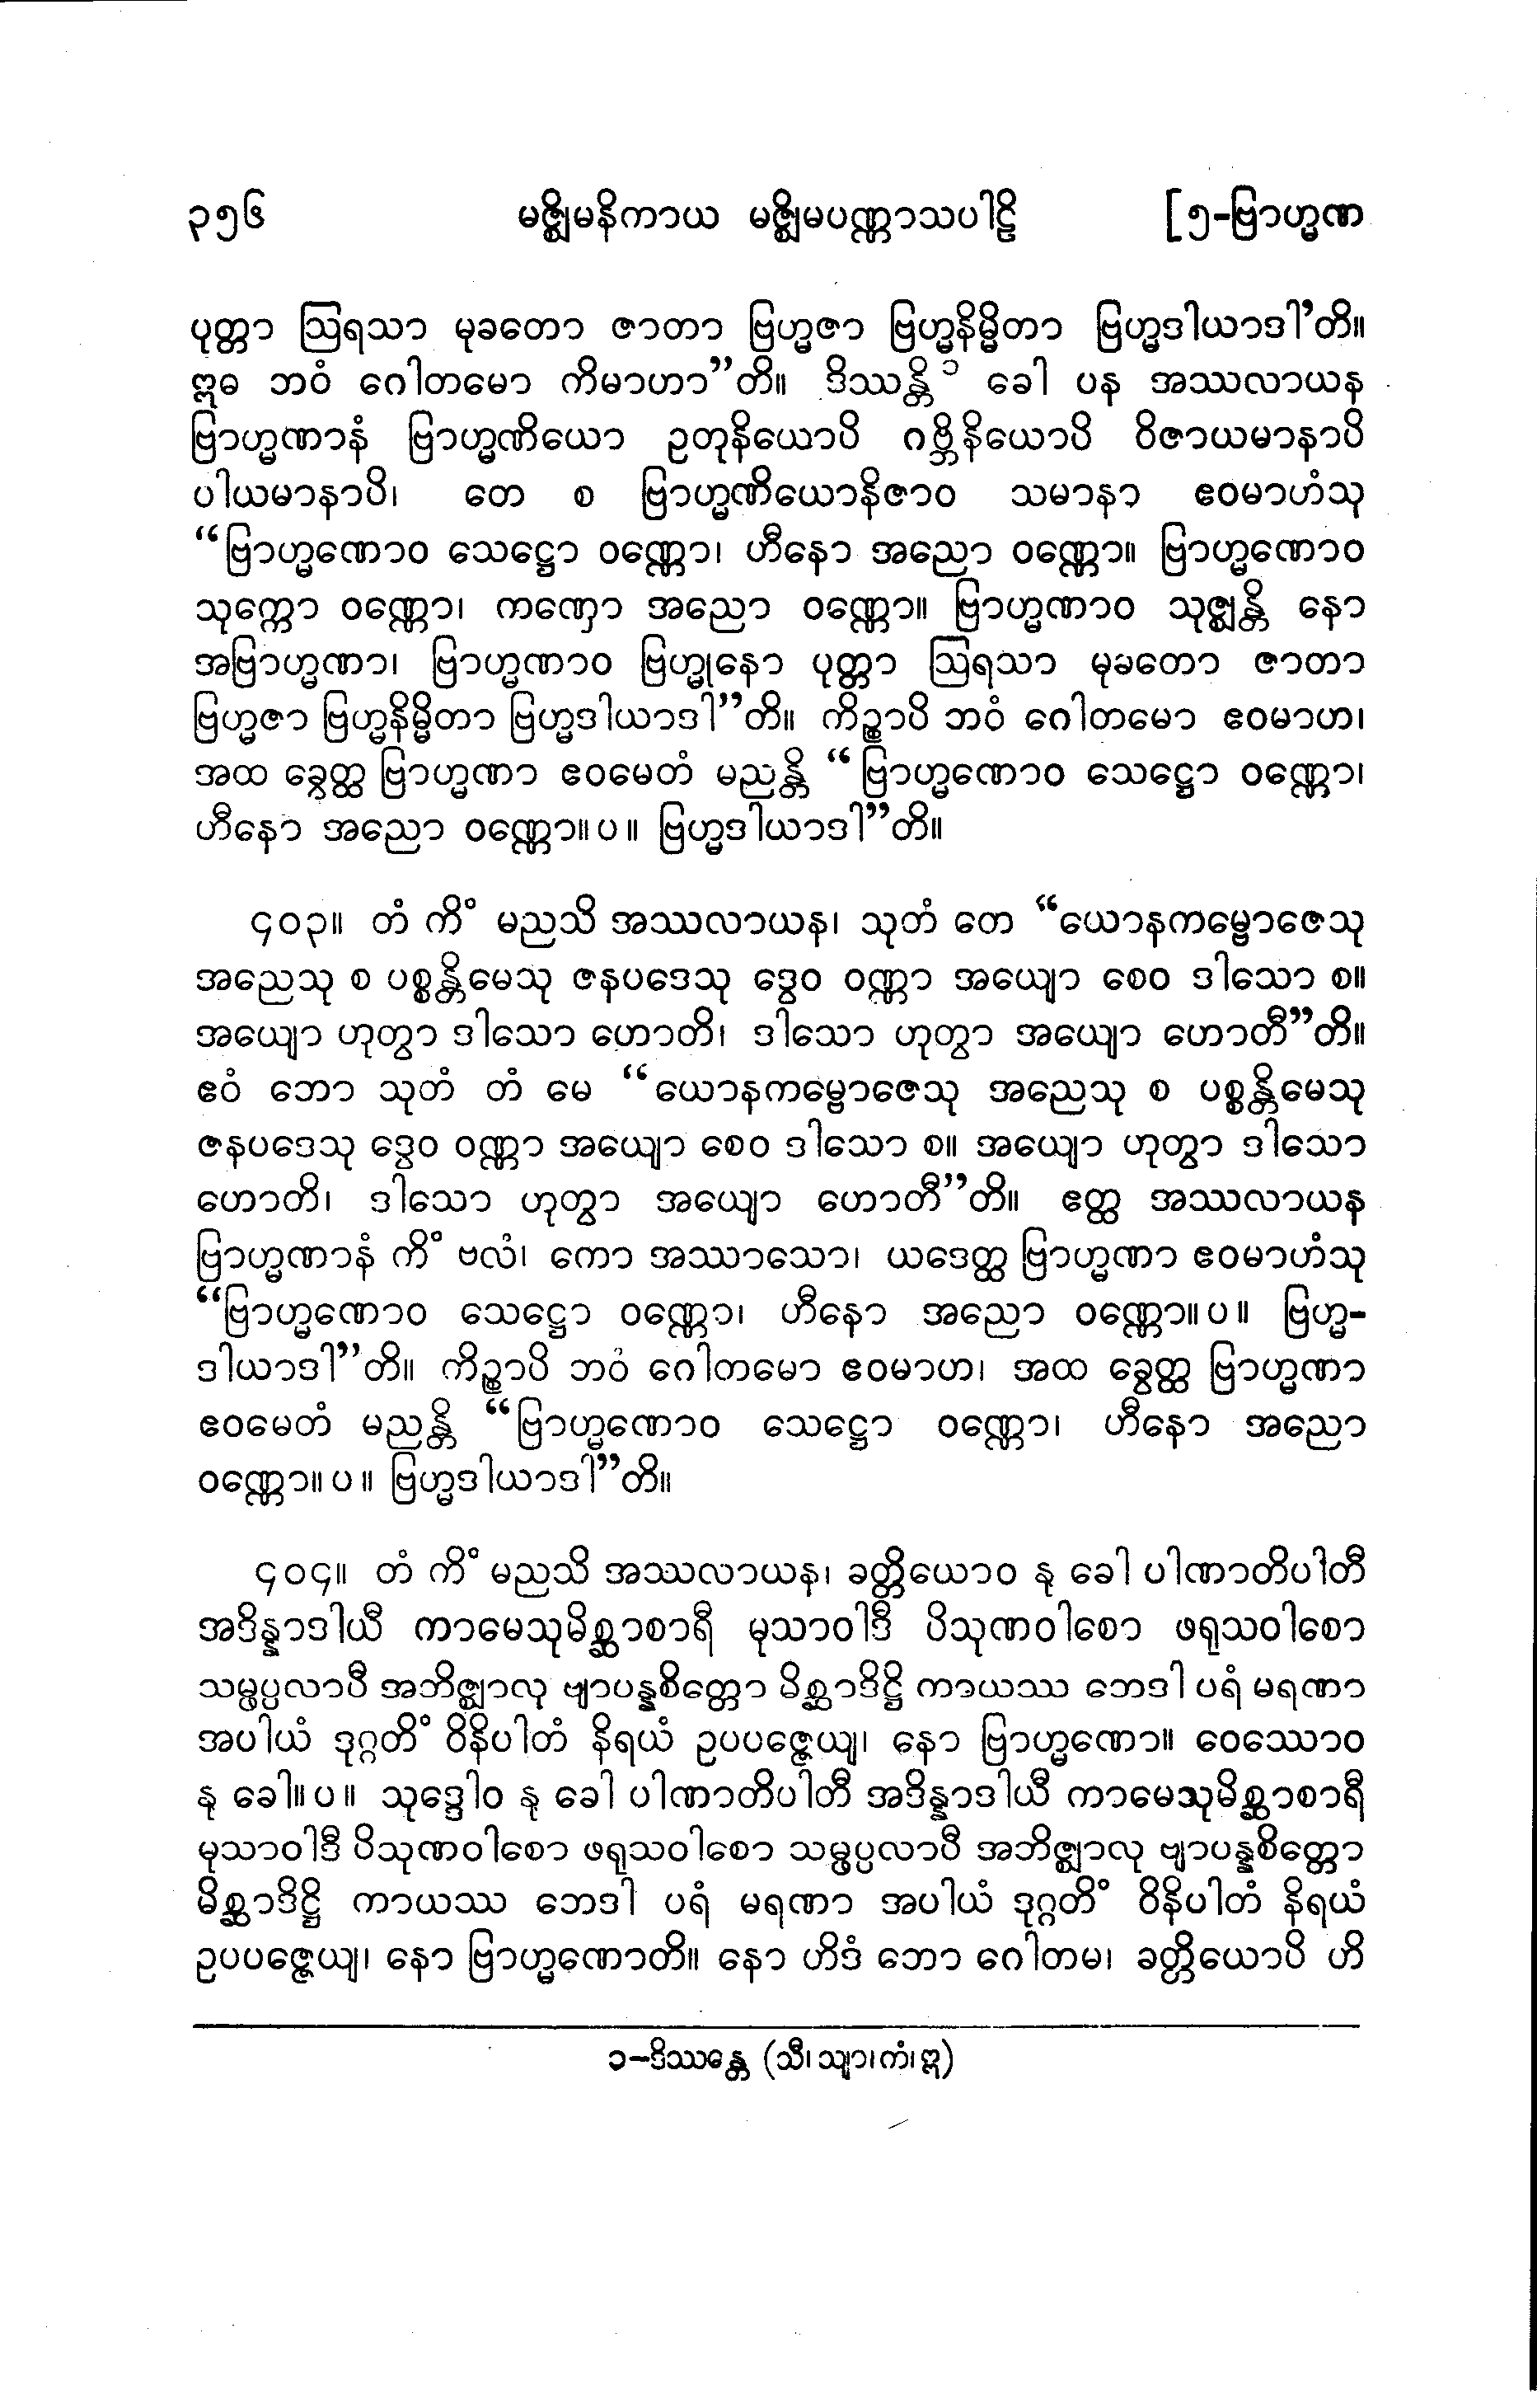 ၃၅၆ မဇ္ဈိမနိကာယ မဇ္ဈိမပဏ္ဏာသပါဠိ [၅-ဗြာဟ္မဏ
ပုတ္တာ ဩရသာ မုခတော ဇာတာ ဗြဟ္မဇာ ဗြဟ္မနိမ္မိတာ ဗြဟ္မဒါယာဒါ’တိ။
ဣဓ ဘဝံ ဂေါတမော ကိမာဟာ”တိ။ ဒိဿန္တိ ၁ ခေါ ပန အဿလာယန
ဗြာဟ္မဏာနံ ဗြာဟ္မဏိယော ဥတုနိယောပိ ဂဗ္ဘိနိယောပိ ဝိဇာယမာနာပိ
ပါယမာနာပိ၊ တေ စ ဗြာဟ္မဏိယောနိဇာဝ သမာနာ ဧဝမာဟံသု
“ဗြာဟ္မဏောဝ သေဋ္ဌော ဝဏ္ဏော၊ ဟီနော အညော ဝဏ္ဏော။ ဗြာဟ္မဏောဝ
သုက္ကော ဝဏ္ဏော၊ ကဏှော အညော ဝဏ္ဏော။ ဗြာဟ္မဏာဝ သုဇ္ဈန္တိ နော
အဗြာဟ္မဏာ၊ ဗြာဟ္မဏာဝ ဗြဟ္မုနော ပုတ္တာ ဩရသာ မုခတော ဇာတာ
ဗြဟ္မဇာ ဗြဟ္မနိမ္မိတာ ဗြဟ္မဒါယာဒါ”တိ။ ကိဉ္စာပိ ဘဝံ ဂေါတမော ဧဝမာဟ၊
အထ ခွေတ္ထ ဗြာဟ္မဏာ ဧဝမေတံ မညန္တိ “ဗြာဟ္မဏောဝ သေဋ္ဌော ဝဏ္ဏော၊
ဟီနော အညော ဝဏ္ဏော။ပ။ ဗြဟ္မဒါယာဒါ”တိ။
၄၀၃။ တံ ကိံ မညသိ အဿလာယန၊ သုတံ တေ “ယောနကမ္ဗောဇေသု
အညေသု စ ပစ္စန္တိမေသု ဇနပဒေသု ဒွေဝ ဝဏ္ဏာ အယျော စေဝ ဒါသော စ။
အယျော ဟုတွာ ဒါသော ဟောတိ၊ ဒါသော ဟုတွာ အယျော ဟောတီ”တိ။
ဧဝံ ဘော သုတံ တံ မေ “ယောနကမ္ဗောဇေသု အညေသု စ ပစ္စန္တိမေသု
ဇနပဒေသု ဒွေဝ ဝဏ္ဏာ အယျော စေဝ ဒါသော စ။ အယျော ဟုတွာ ဒါသော
ဟောတိ၊ ဒါသော ဟုတွာ အယျော ဟောတီ”တိ။ ဧတ္ထ အဿလာယန
ဗြာဟ္မဏာနံ ကိံ ဗလံ၊ ကော အဿာသော၊ ယဒေတ္ထ ဗြာဟ္မဏာ ဧဝမာဟံသု
“ဗြာဟ္မဏောဝ သေဋ္ဌော ဝဏ္ဏော၊ ဟီနော အညော ဝဏ္ဏော။ပ။ ဗြဟ္မ-
ဒါယာဒါ”တိ။ ကိဉ္စာပိ ဘဝံ ဂေါတမော ဧဝမာဟ၊ အထ ခွေတ္ထ ဗြာဟ္မဏာ
ဧဝမေတံ မညန္တိ “ဗြာဟ္မဏောဝ သေဋ္ဌော ဝဏ္ဏော၊ ဟီနော အညော
ဝဏ္ဏော။ပ။ ဗြဟ္မဒါယာဒါ”တိ။
၄၀၄။ တံ ကိံ မညသိ အဿလာယန၊ ခတ္တိယောဝ နု ခေါ ပါဏာတိပါတီ
အဒိန္နာဒါယီ ကာမေသုမိစ္ဆာစာရီ မုသာဝါဒီ ပိသုဏဝါစော ဖရုသဝါစော
သမ္ဖပ္ပလာပီ အဘိဇ္ဈာလု ဗျာပန္နစိတ္တော မိစ္ဆာဒိဋ္ဌိ ကာယဿ ဘေဒါ ပရံ မရဏာ
အပါယံ ဒုဂ္ဂတိံ ဝိနိပါတံ နိရယံ ဥပပဇ္ဇေယျ၊ နော ဗြာဟ္မဏော။ ဝေဿောဝ
နု ခေါ။ပ။ သုဒ္ဒေါဝ နု ခေါ ပါဏာတိပါတီ အဒိန္နာဒါယီ ကာမေသုမိစ္ဆာစာရီ
မုသာဝါဒီ ပိသုဏဝါစော ဖရုသဝါစော သမ္ဖပ္ပလာပီ အဘိဇ္ဈာလု ဗျာပန္နစိတ္တော
မိစ္ဆာဒိဋ္ဌိ ကာယဿ ဘေဒါ ပရံ မရဏာ အပါယံ ဒုဂ္ဂတိံ ဝိနိပါတံ နိရယံ
ဥပပဇ္ဇေယျ၊ နော ဗြာဟ္မဏောတိ။ နော ဟိဒံ ဘော ဂေါတမ၊ ခတ္တိယောပိ ဟိ
၁-ဒိဿန္တေ (သီ၊ သျာ၊ ကံ၊ ဣ)